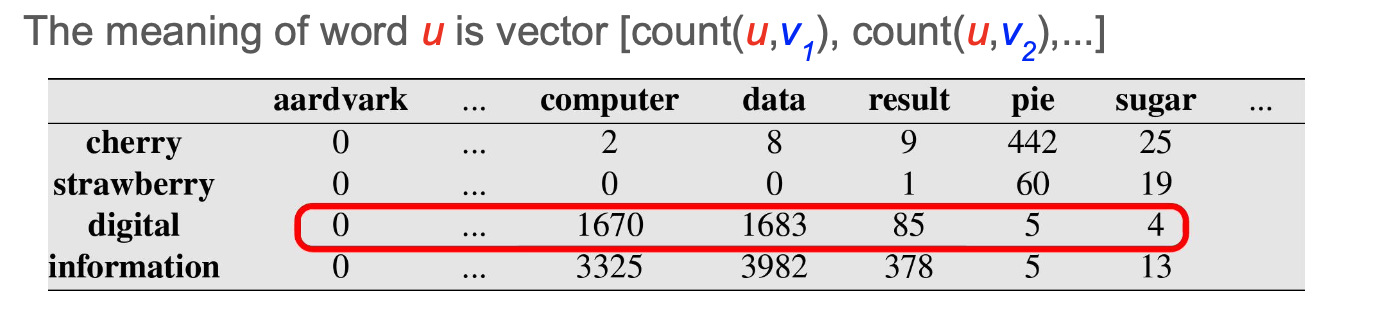 The meaning of word u is vector [count(u,v1), count(u,v2),...]
aardvark ... computer data result pie sugar ...
cherry 0 ... 2 8 9 442 25
strawberry 0 ... 0 0 1 60 19
digital 0 ... 1670 1683 85 5 4
information 0 ... 3325 3982 378 5 13